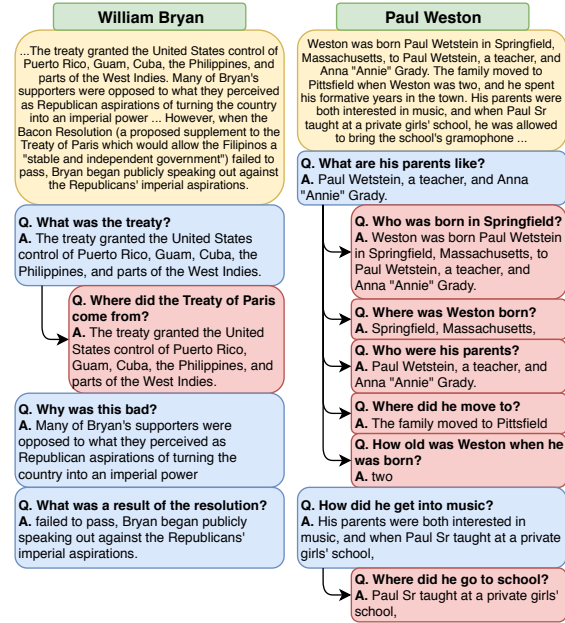 William Bryan
...The treaty granted the United States control of
Puerto Rico, Guam, Cuba, the Philippines, and
parts of the West Indies. Many of Bryan's
supporters were opposed to what they perceived
as Republican aspirations of turning the country
into an imperial power ... However, when the
Bacon Resolution (a proposed supplement to the
Treaty of Paris which would allow the Filipinos a
"stable and independent government") failed to
pass, Bryan began publicly speaking out against
the Republicans' imperial aspirations.
Q. What was the treaty?
A. The treaty granted the United States
control of Puerto Rico, Guam, Cuba, the
Philippines, and parts of the West Indies.
Q. Where did the Treaty of Paris
come from?
A. The treaty granted the United
States control of Puerto Rico,
Guam, Cuba, the Philippines, and
parts of the West Indies.
Q. Why was this bad?
A. Many of Bryan's supporters were
opposed to what they perceived as
Republican aspirations of turning the
country into an imperial power
Q. What was a result of the resolution?
A. failed to pass, Bryan began publicly
speaking out against the Republicans'
imperial aspirations.
Paul Weston
Weston was born Paul Wetstein in Springfield,
Massachusetts, to Paul Wetstein, a teacher, and
Anna "Annie" Grady. The family moved to
Pittsfield when Weston was two, and he spent
his formative years in the town. His parents were
both interested in music, and when Paul Sr
taught at a private girls' school, he was allowed
to bring the school's gramophone ...
Q. What are his parents like?
A. Paul Wetstein, a teacher, and Anna
"Annie" Grady.
Q. Who was born in Springfield?
A. Weston was born Paul Wetstein
in Springfield, Massachusetts, to
Paul Wetstein, a teacher, and
Anna "Annie" Grady.
Q. Where was Weston born?
A. Springfield, Massachusetts,
Q. Who were his parents?
A. Paul Wetstein, a teacher, and
Anna "Annie" Grady.
Q. Where did he move to?
A. The family moved to Pittsfield
Q. How old was Weston when he
was born?
A. two
Q. How did he get into music?
A. His parents were both interested in
music, and when Paul Sr taught at a private
girls' school,
Q. Where did he go to school?
A. Paul Sr taught at a private girls'
school,